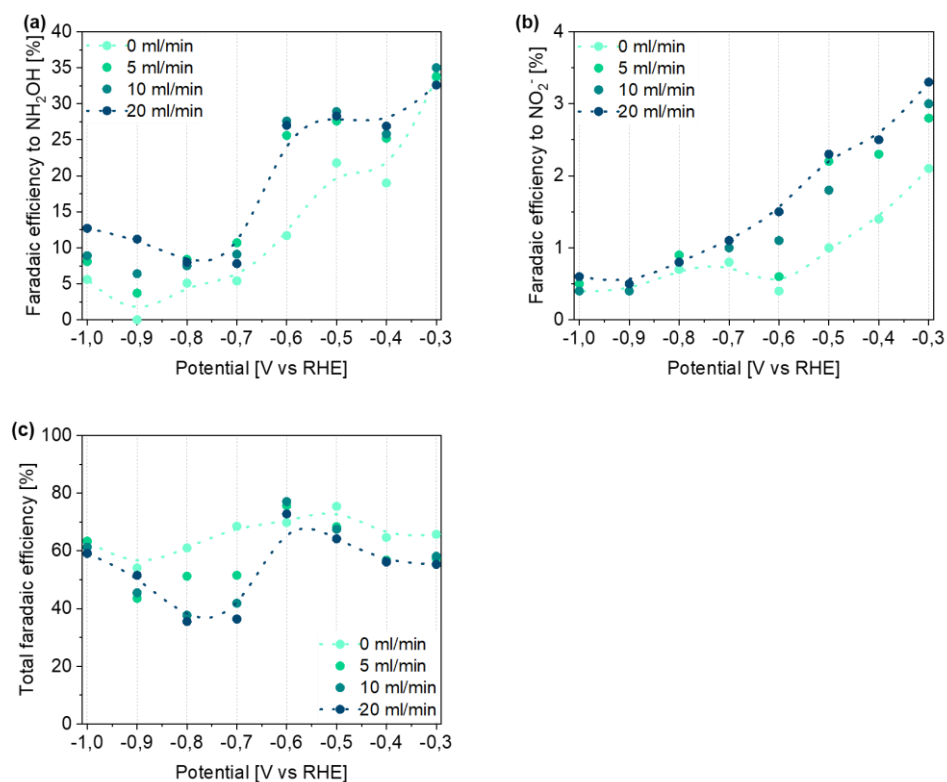 (a)
Faradaic efficiency to NH₂OH [%]
40
35
30
25
20
15
10
5
0
0 ml/min
5 ml/min
10 ml/min
20 ml/min
-1,0 -0,9 -0,8 -0,7 -0,6 -0,5 -0,4 -0,3
Potential [V vs RHE]
(b)
Faradaic efficiency to NO₂⁻ [%]
4
3
2
1
0
0 ml/min
5 ml/min
10 ml/min
20 ml/min
-1,0 -0,9 -0,8 -0,7 -0,6 -0,5 -0,4 -0,3
Potential [V vs RHE]
(c)
Total faradaic efficiency [%]
100
80
60
40
20
0
0 ml/min
5 ml/min
10 ml/min
20 ml/min
-1,0 -0,9 -0,8 -0,7 -0,6 -0,5 -0,4 -0,3
Potential [V vs RHE]